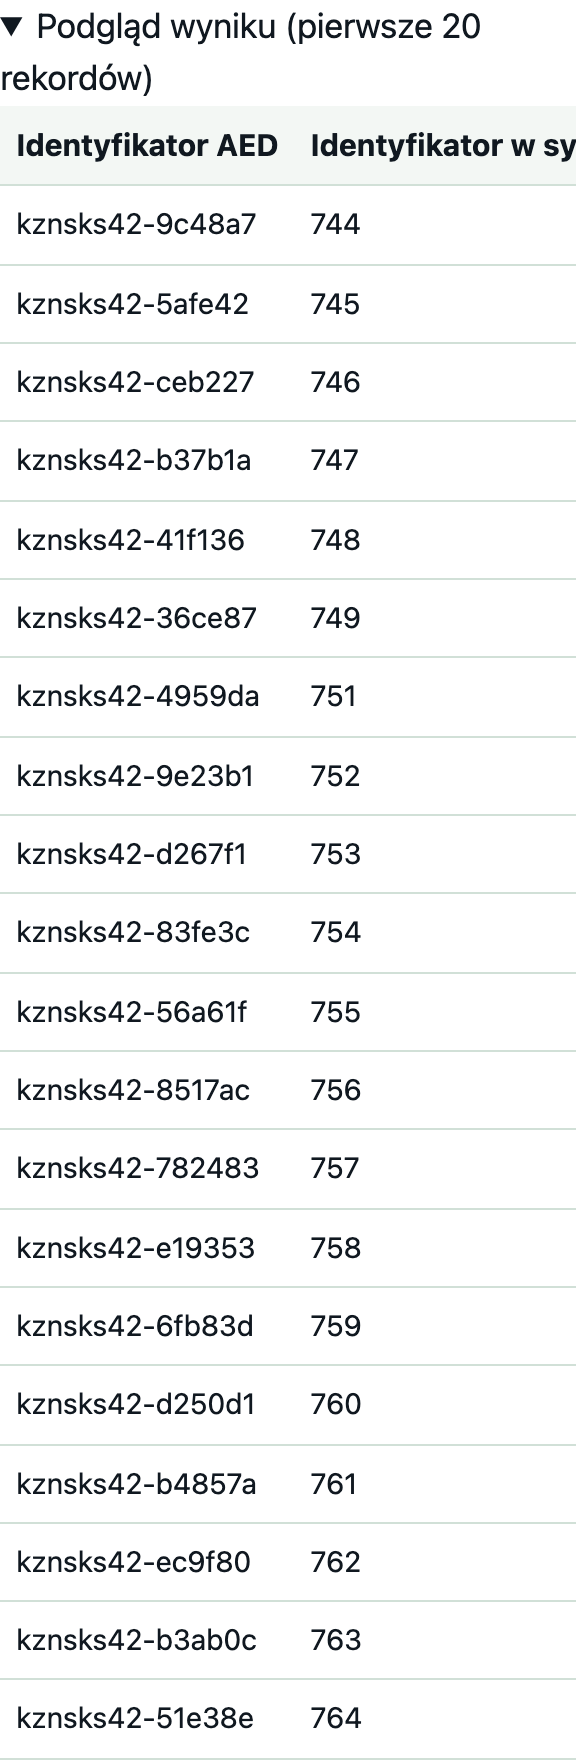 ▼ Podgląd wyniku (pierwsze 20
rekordów)
Identyfikator AED Identyfikator w sy
kznsks42-9c48a7 744
kznsks42-5afe42 745
kznsks42-ceb227 746
kznsks42-b37b1a 747
kznsks42-41f136 748
kznsks42-36ce87 749
kznsks42-4959da 751
kznsks42-9e23b1 752
kznsks42-d267f1 753
kznsks42-83fe3c 754
kznsks42-56a61f 755
kznsks42-8517ac 756
kznsks42-782483 757
kznsks42-e19353 758
kznsks42-6fb83d 759
kznsks42-d250d1 760
kznsks42-b4857a 761
kznsks42-ec9f80 762
kznsks42-b3ab0c 763
kznsks42-51e38e 764